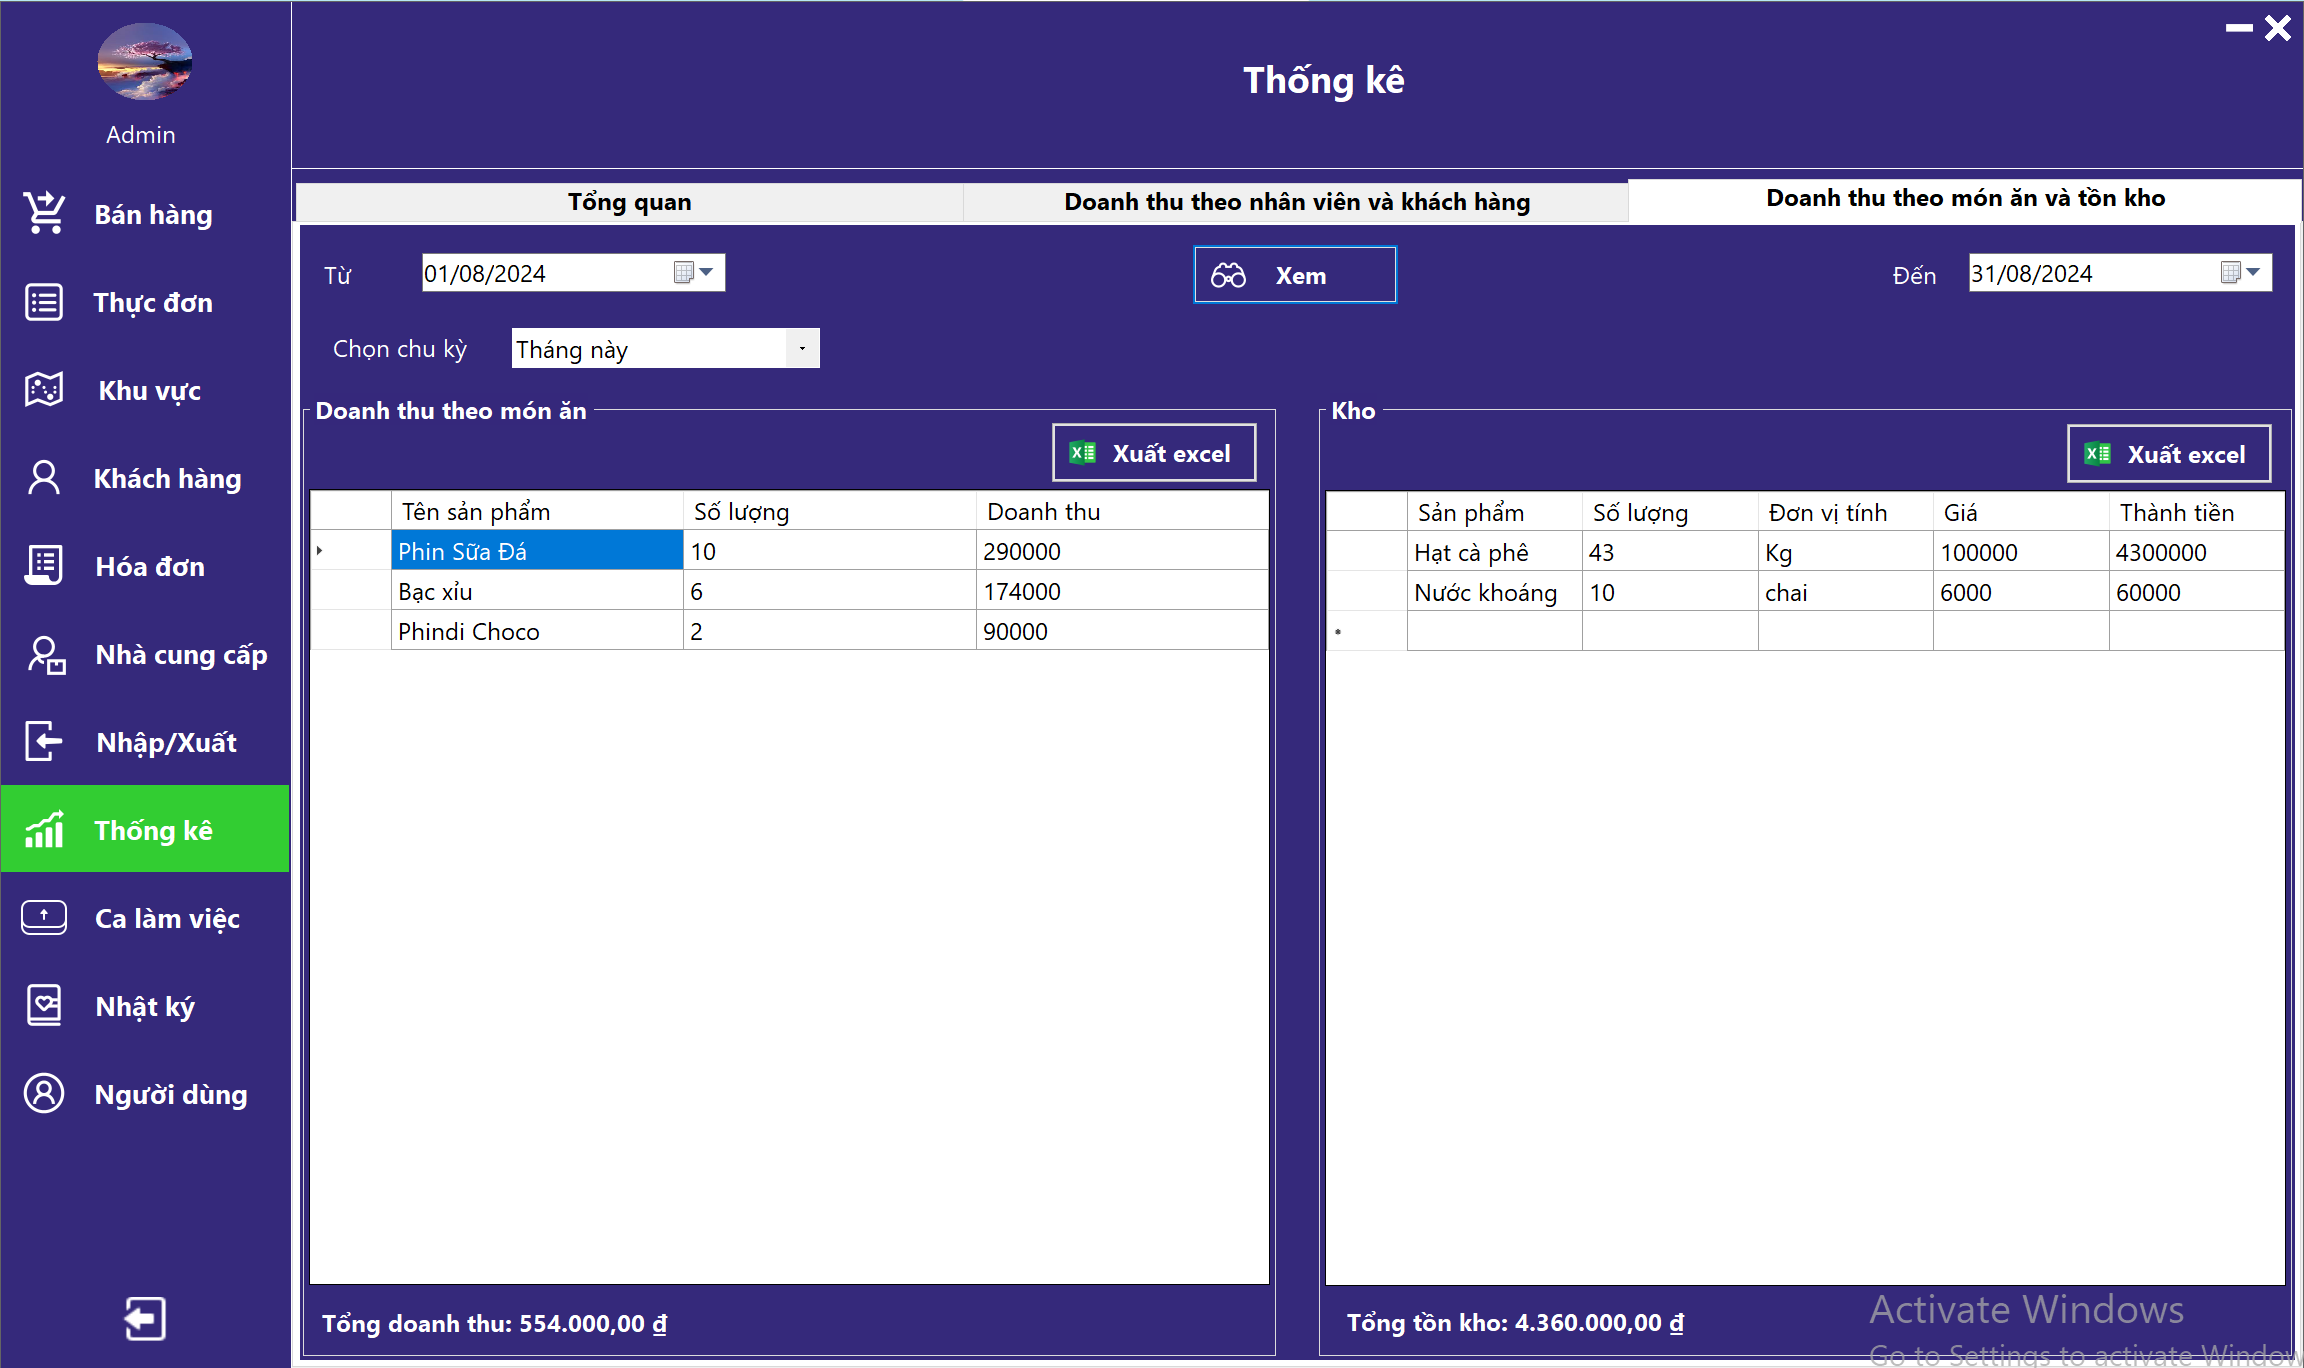 Thống kê
Admin
Bán hàng
Thực đơn
Khu vực
Khách hàng
Hóa đơn
Nhà cung cấp
Nhập/Xuất
Thống kê
Ca làm việc
Nhật ký
Người dùng
Tổng quan
Doanh thu theo nhân viên và khách hàng
Doanh thu theo món ăn và tồn kho
Từ 01/08/2024
Xem
Đến 31/08/2024
Chọn chu kỳ Tháng này
Doanh thu theo món ăn
Xuất excel
Tên sản phẩm Số lượng Doanh thu
Phin Sữa Đá 10 290000
Bạc xỉu 6 174000
Phindi Choco 2 90000
Tổng doanh thu: 554.000,00 ₫
Kho
Xuất excel
Sản phẩm Số lượng Đơn vị tính Giá Thành tiền
Hạt cà phê 43 Kg 100000 4300000
Nước khoáng 10 chai 6000 60000
Tổng tồn kho: 4.360.000,00 ₫
Activate Windows
Go to Settings to activate Window